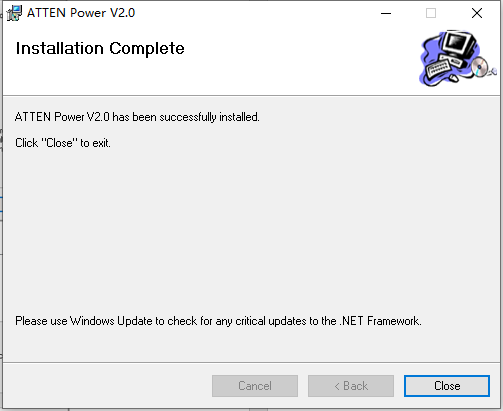 ATTEN Power V2.0
Installation Complete
ATTEN Power V2.0 has been successfully installed.
Click "Close" to exit.
Please use Windows Update to check for any critical updates to the .NET Framework.
Cancel
< Back
Close